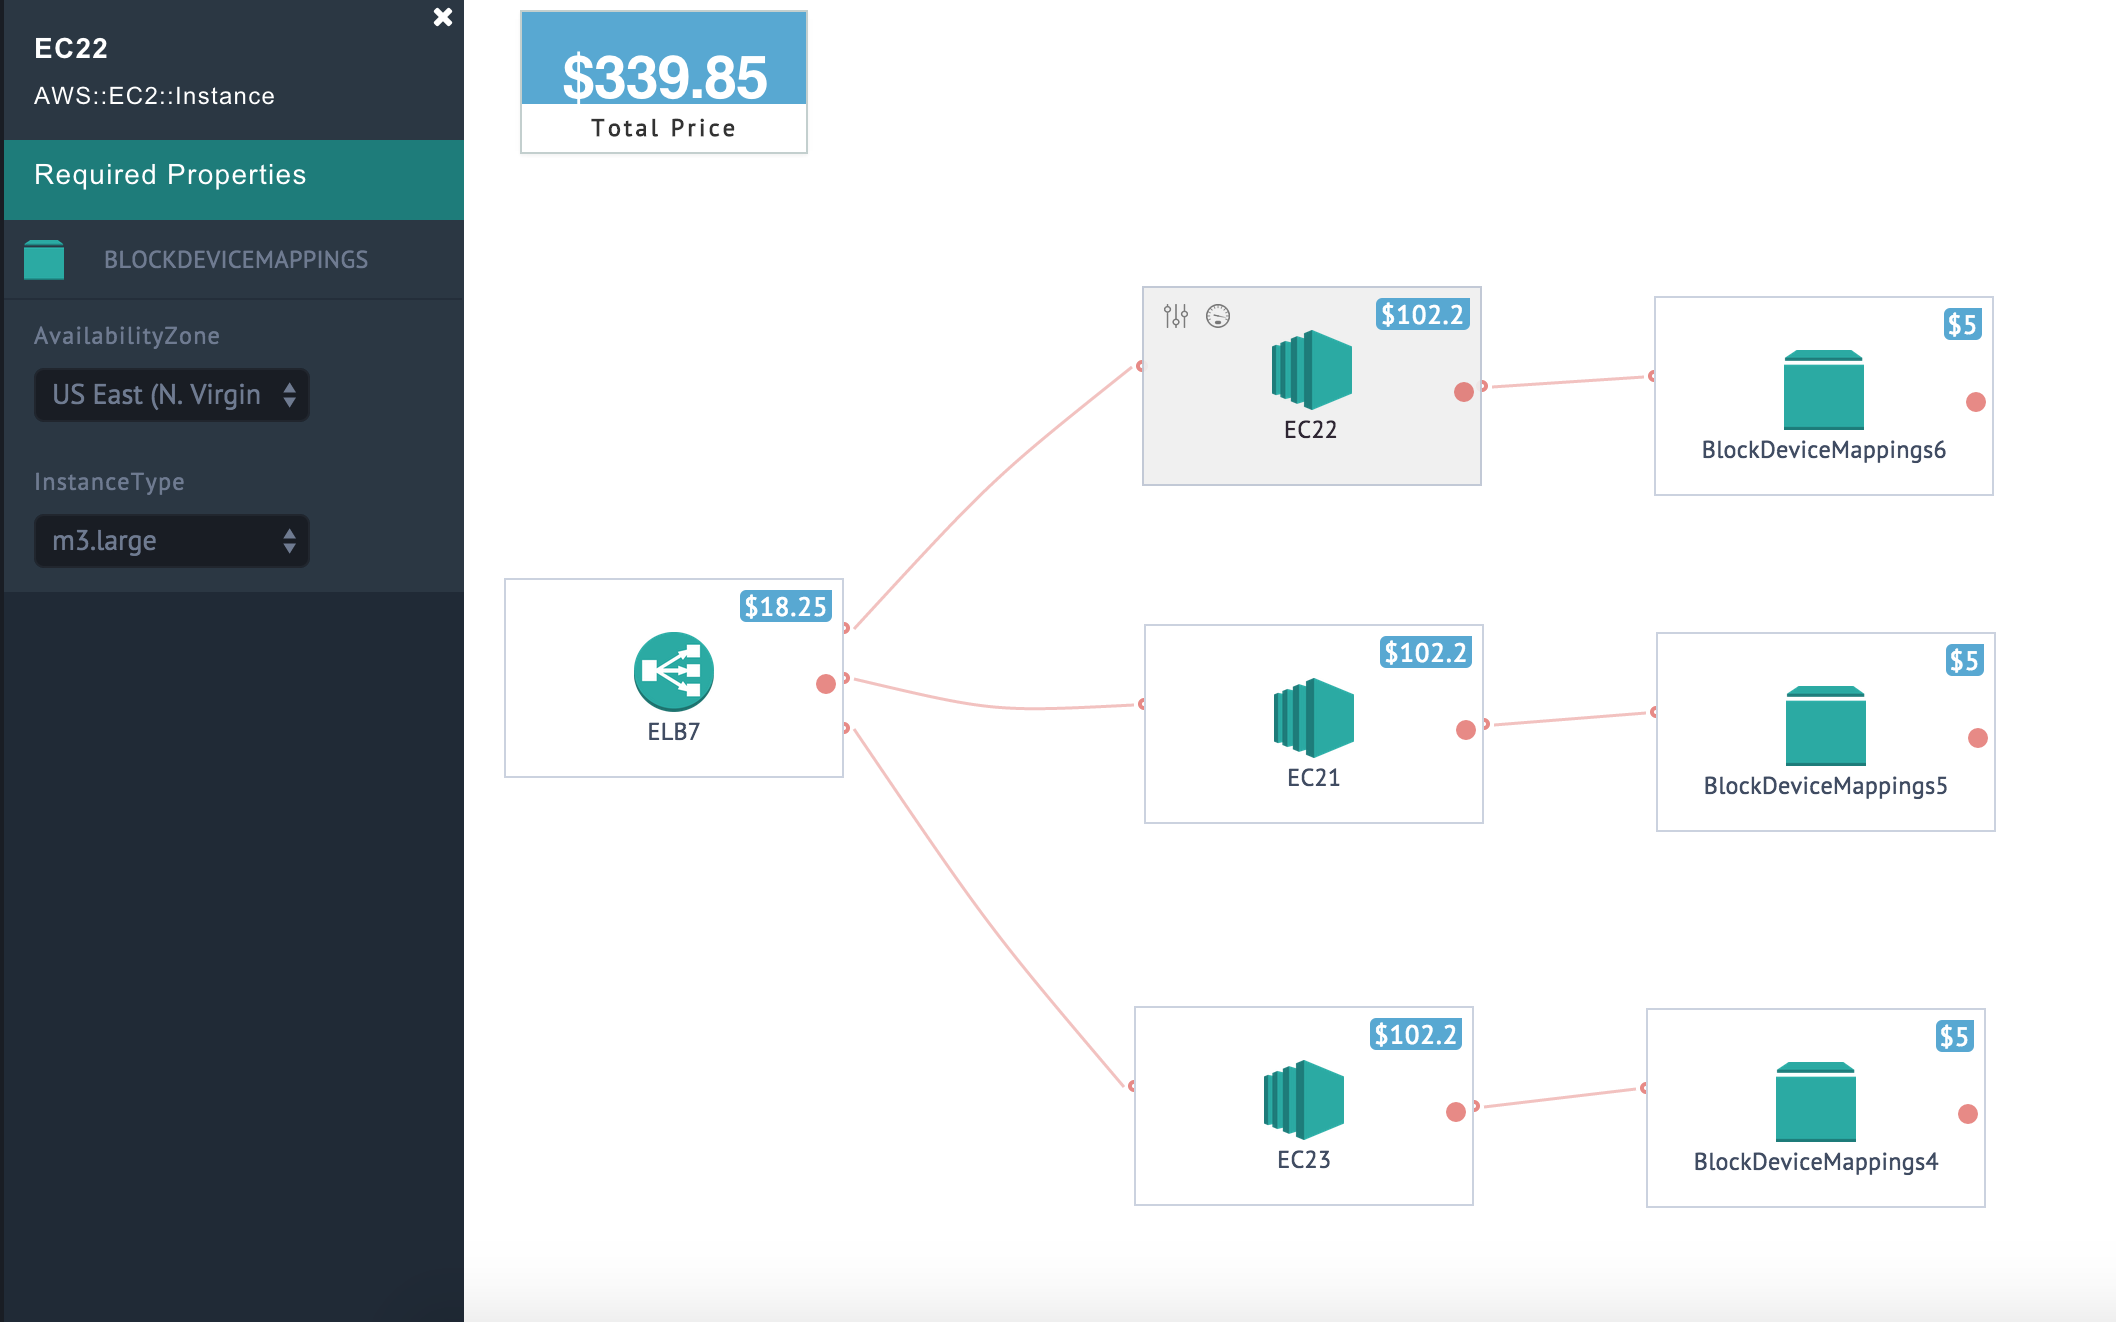 EC22
AWS::EC2::Instance
Required Properties
BLOCKDEVICEMAPPINGS
AvailabilityZone
US East (N. Virgin
InstanceType
m3.large
$339.85
Total Price
$102.2
EC22
$5
BlockDeviceMappings6
$18.25
ELB7
$102.2
EC21
$5
BlockDeviceMappings5
$102.2
EC23
$5
BlockDeviceMappings4